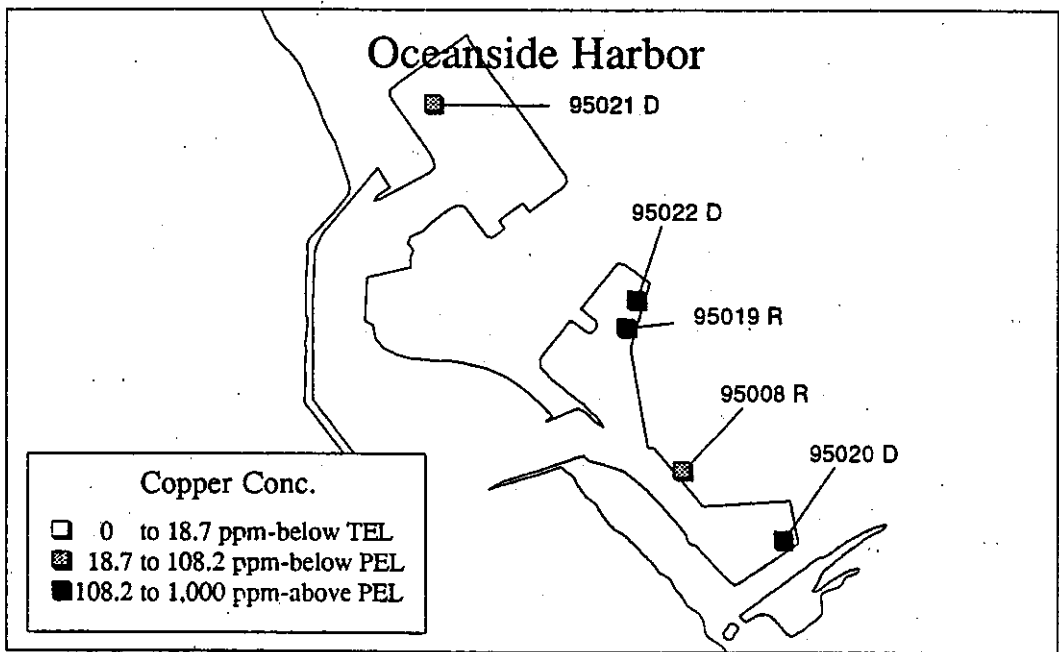 Oceanside Harbor
95021 D
95022 D
95019 R
95008 R
95020 D
Copper Conc.
0 to 18.7 ppm-below TEL
18.7 to 108.2 ppm-below PEL
108.2 to 1,000 ppm-above PEL